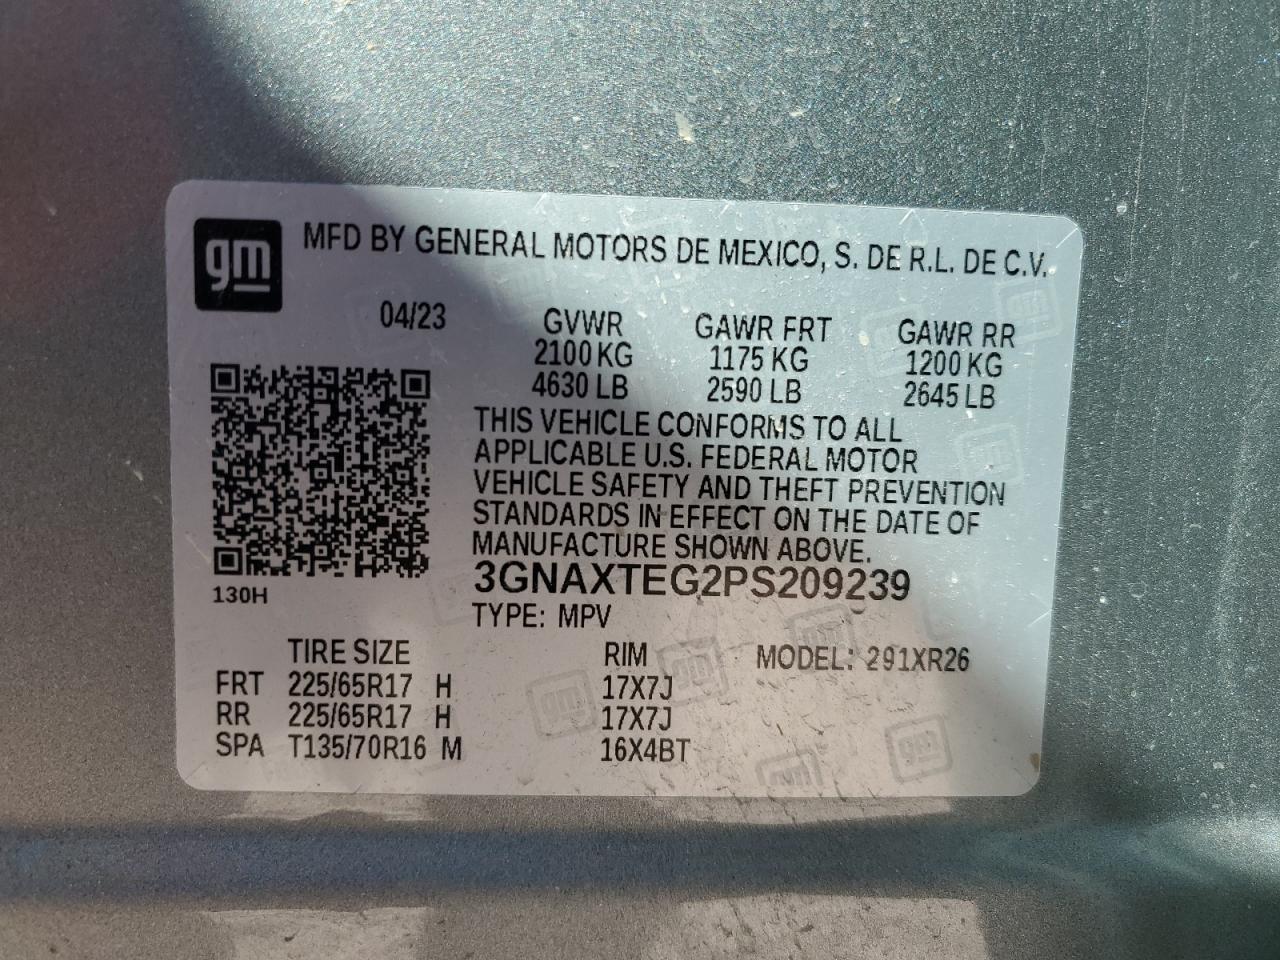 gm MFD BY GENERAL MOTORS DE MEXICO, S. DE R.L. DE C.V.
04/23 GVWR GAWR FRT GAWR RR
2100 KG 1175 KG 1200 KG
4630 LB 2590 LB 2645 LB
THIS VEHICLE CONFORMS TO ALL
APPLICABLE U.S. FEDERAL MOTOR
VEHICLE SAFETY AND THEFT PREVENTION
STANDARDS IN EFFECT ON THE DATE OF
MANUFACTURE SHOWN ABOVE.
3GNAXTEG2PS209239
130H
TYPE: MPV
TIRE SIZE RIM MODEL: 291XR26
FRT 225/65R17 H 17X7J
RR 225/65R17 H 17X7J
SPA T135/70R16 M 16X4BT